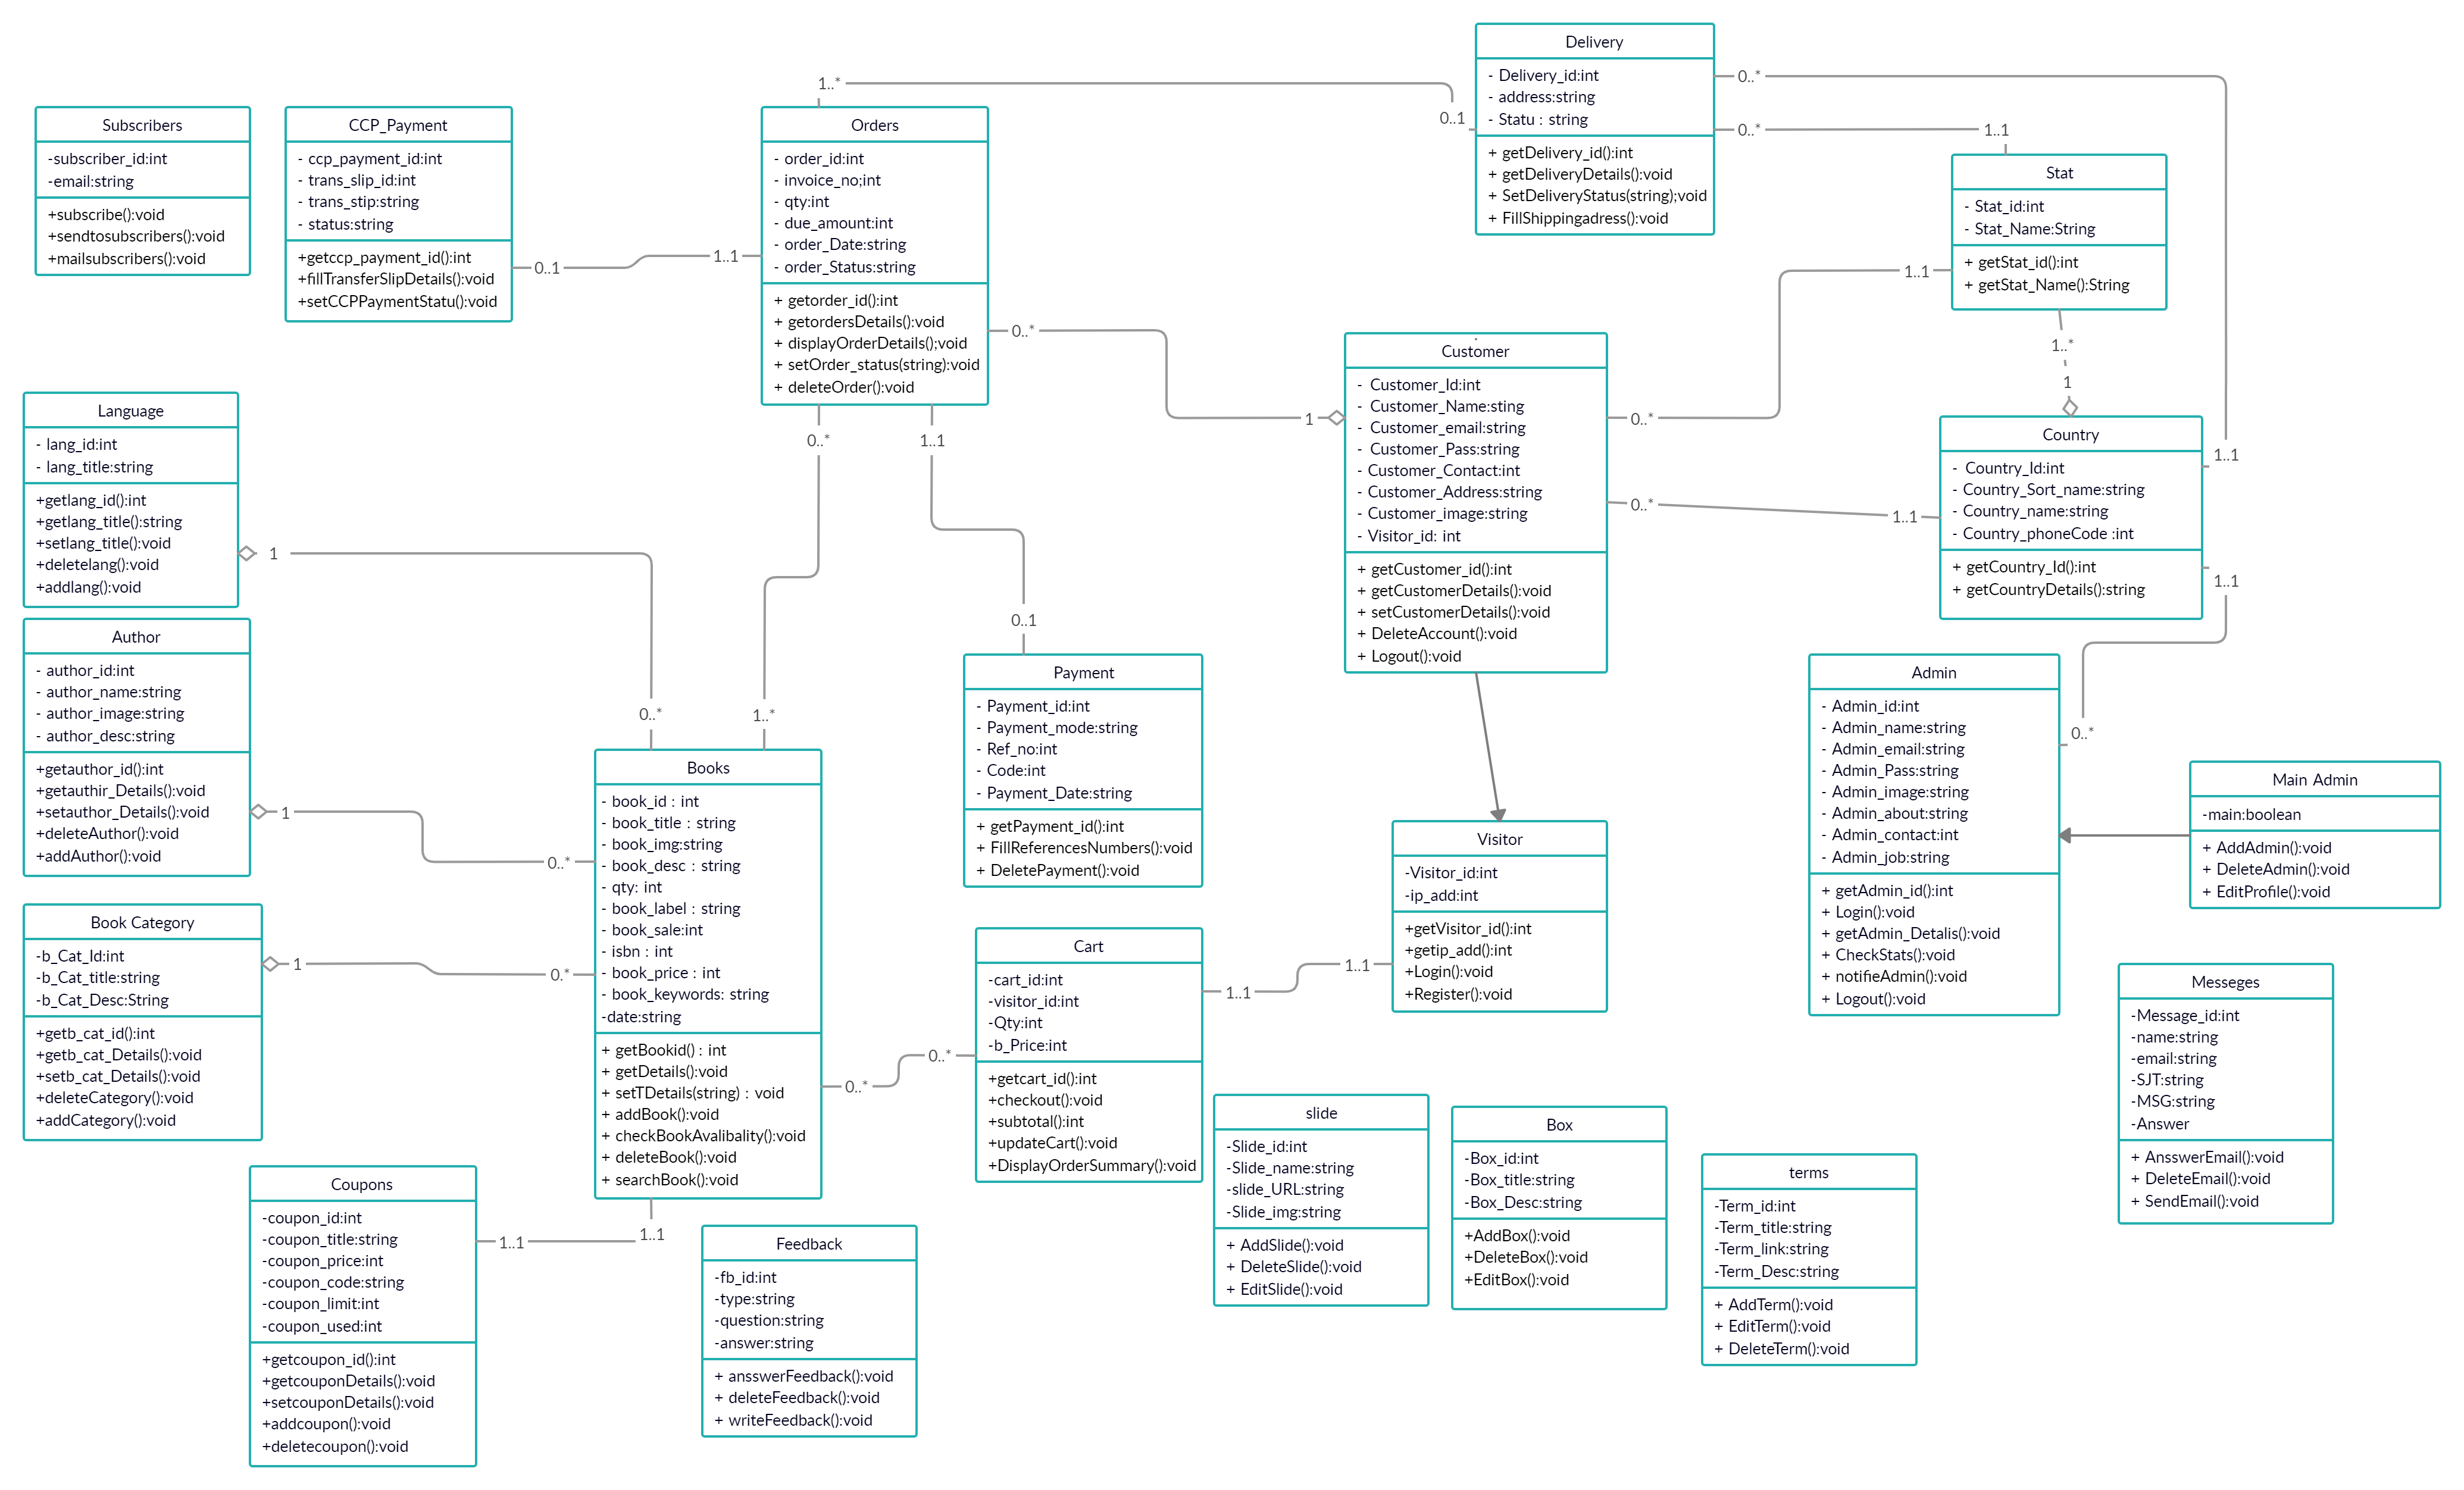 Delivery
- Delivery_id:int
- address:string
- Statu : string
+ getDelivery_id():int
+ getDeliveryDetails():void
+ SetDeliveryStatus(string);void
+ FillShippingadress():void
1..*
0..1
0..*
0..*
1..1
Subscribers
-subscriber_id:int
-email:string
+subscribe():void
+sendtosubscribers():void
+mailsubscribers():void
CCP_Payment
- ccp_payment_id:int
- trans_slip_id:int
- trans_stip:string
- status:string
+getccp_payment_id():int
+fillTransferSlipDetails():void
+setCCPPaymentStatu():void
0..1
1..1
Orders
- order_id:int
- invoice_no;int
- qty:int
- due_amount:int
- order_Date:string
- order_Status:string
+ getorder_id():int
+ getordersDetails():void
+ displayOrderDetails();void
+ setOrder_status(string):void
+ deleteOrder():void
0..*
1
0..*
1..1
Stat
- Stat_id:int
- Stat_Name:String
+ getStat_id():int
+ getStat_Name():String
1..1
1..*
1
Customer
- Customer_Id:int
- Customer_Name:sting
- Customer_email:string
- Customer_Pass:string
- Customer_Contact:int
- Customer_Address:string
- Customer_image:string
- Visitor_id: int
+ getCustomer_id():int
+ getCustomerDetails():void
+ setCustomerDetails():void
+ DeleteAccount():void
+ Logout():void
0..*
0..*
1..1
Country
- Country_Id:int
- Country_Sort_name:string
- Country_name:string
- Country_phoneCode :int
+ getCountry_Id():int
+ getCountryDetails():string
1..1
1..1
0..*
Language
- lang_id:int
- lang_title:string
+getlang_id():int
+getlang_title():string
+setlang_title():void
+deletelang():void
+addlang():void
1
0..*
1..*
0..1
Author
- author_id:int
- author_name:string
- author_image:string
- author_desc:string
+getauthor_id():int
+getauthir_Details():void
+setauthor_Details():void
+deleteAuthor():void
+addAuthor():void
1
0..*
Payment
- Payment_id:int
- Payment_mode:string
- Ref_no:int
- Code:int
- Payment_Date:string
+ getPayment_id():int
+ FillReferencesNumbers():void
+ DeletePayment():void
Admin
- Admin_id:int
- Admin_name:string
- Admin_email:string
- Admin_Pass:string
- Admin_image:string
- Admin_about:string
- Admin_contact:int
- Admin_job:string
+ getAdmin_id():int
+ Login():void
+ getAdmin_Detalis():void
+ CheckStats():void
+ notifieAdmin():void
+ Logout():void
Main Admin
-main:boolean
+ AddAdmin():void
+ DeleteAdmin():void
+ EditProfile():void
Books
- book_id : int
- book_title : string
- book_img:string
- book_desc : string
- qty: int
- book_label : string
- book_sale:int
- isbn : int
- book_price : int
- book_keywords: string
-date:string
+ getBookid() : int
+ getDetails():void
+ setTDetails(string) : void
+ addBook():void
+ checkBookAvalibality():void
+ deleteBook():void
+ searchBook():void
Visitor
-Visitor_id:int
-ip_add:int
+getVisitor_id():int
+getip_add():int
+Login():void
+Register():void
Book Category
-b_Cat_Id:int
-b_Cat_title:string
-b_Cat_Desc:String
+getb_cat_id():int
+getb_cat_Details():void
+setb_cat_Details():void
+deleteCategory():void
+addCategory():void
1
0..*
Cart
-cart_id:int
-visitor_id:int
-Qty:int
-b_Price:int
+getcart_id():int
+checkout():void
+subtotal():int
+updateCart():void
+DisplayOrderSummary():void
1..1
1..1
0..*
0..*
Messeges
-Message_id:int
-name:string
-email:string
-SJT:string
-MSG:string
-Answer
+ AnsswerEmail():void
+ DeleteEmail():void
+ SendEmail():void
slide
-Slide_id:int
-Slide_name:string
-slide_URL:string
-Slide_img:string
+ AddSlide():void
+ DeleteSlide():void
+ EditSlide():void
Box
-Box_id:int
-Box_title:string
-Box_Desc:string
+AddBox():void
+DeleteBox():void
+EditBox():void
terms
-Term_id:int
-Term_title:string
-Term_link:string
-Term_Desc:string
+ AddTerm():void
+ EditTerm():void
+ DeleteTerm():void
Coupons
-coupon_id:int
-coupon_title:string
-coupon_price:int
-coupon_code:string
-coupon_limit:int
-coupon_used:int
+getcoupon_id():int
+getcouponDetails():void
+setcouponDetails():void
+addcoupon():void
+deletecoupon():void
1..1
1..1
Feedback
-fb_id:int
-type:string
-question:string
-answer:string
+ ansswerFeedback():void
+ deleteFeedback():void
+ writeFeedback():void